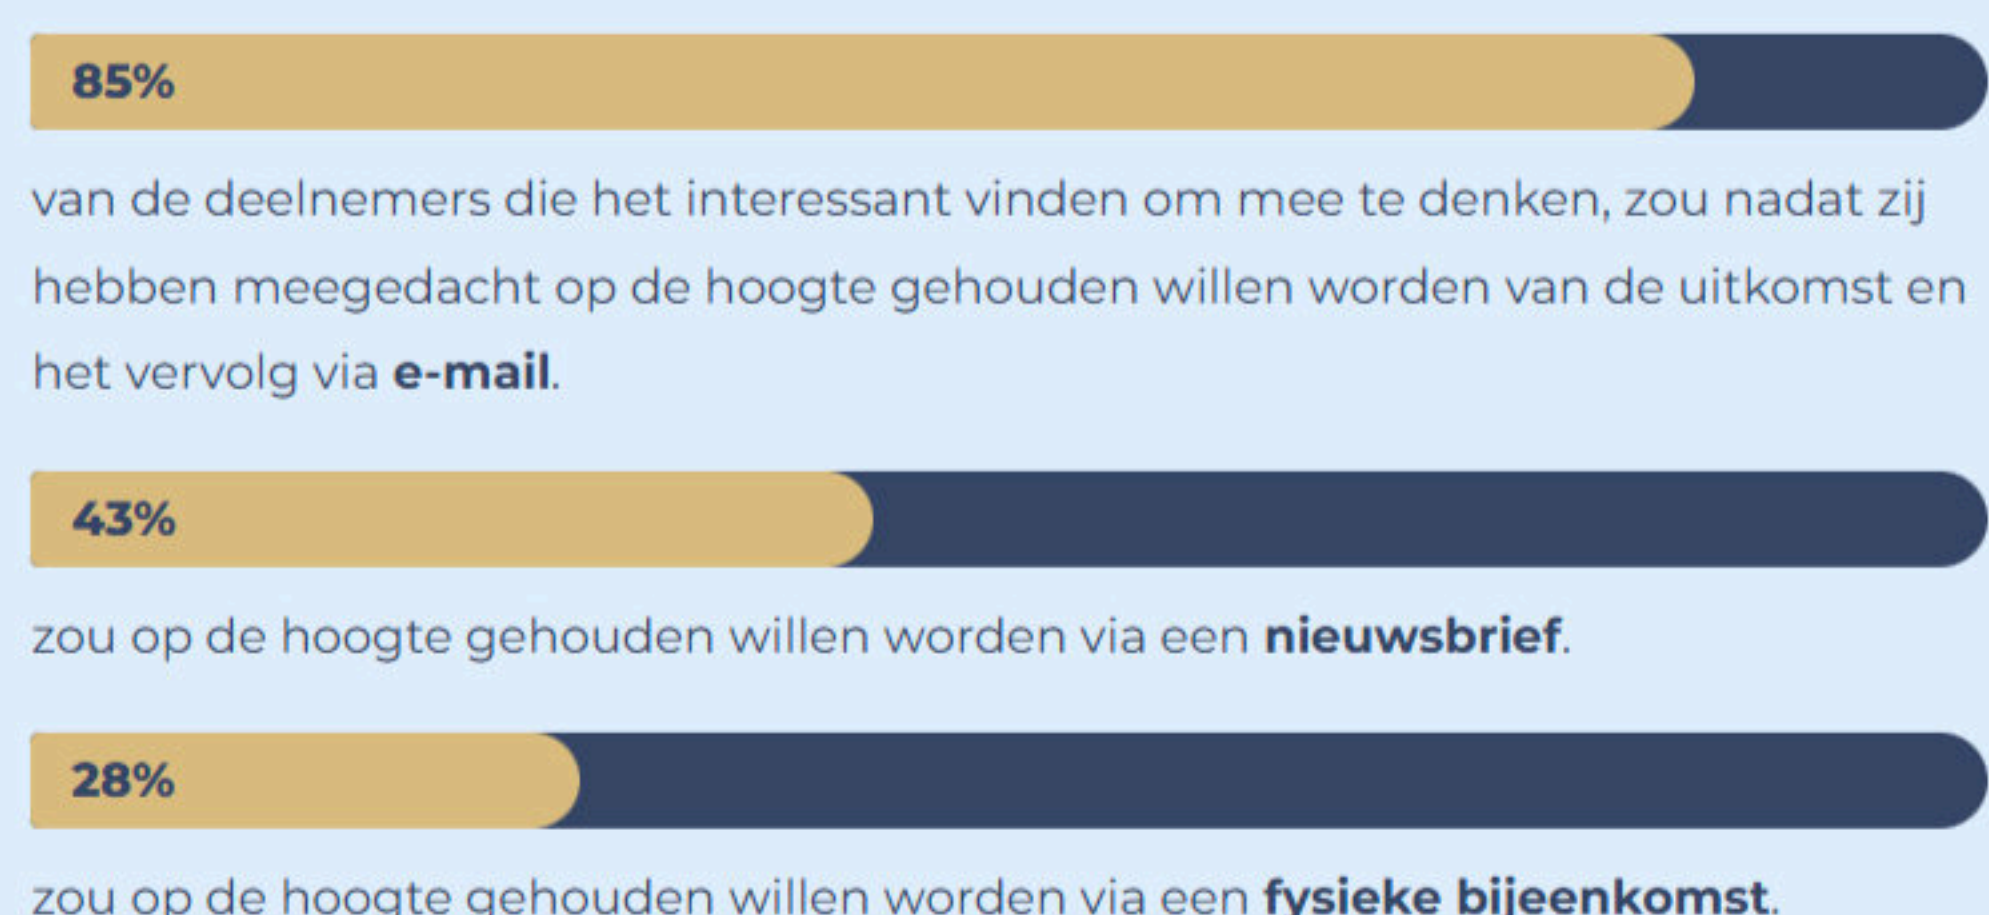 85%
van de deelnemers die het interessant vinden om mee te denken, zou nadat zij
hebben meegedacht op de hoogte gehouden willen worden van de uitkomst en
het vervolg via e-mail.
43%
zou op de hoogte gehouden willen worden via een nieuwsbrief.
28%
zou op de hoogte gehouden willen worden via een fysieke bijeenkomst.